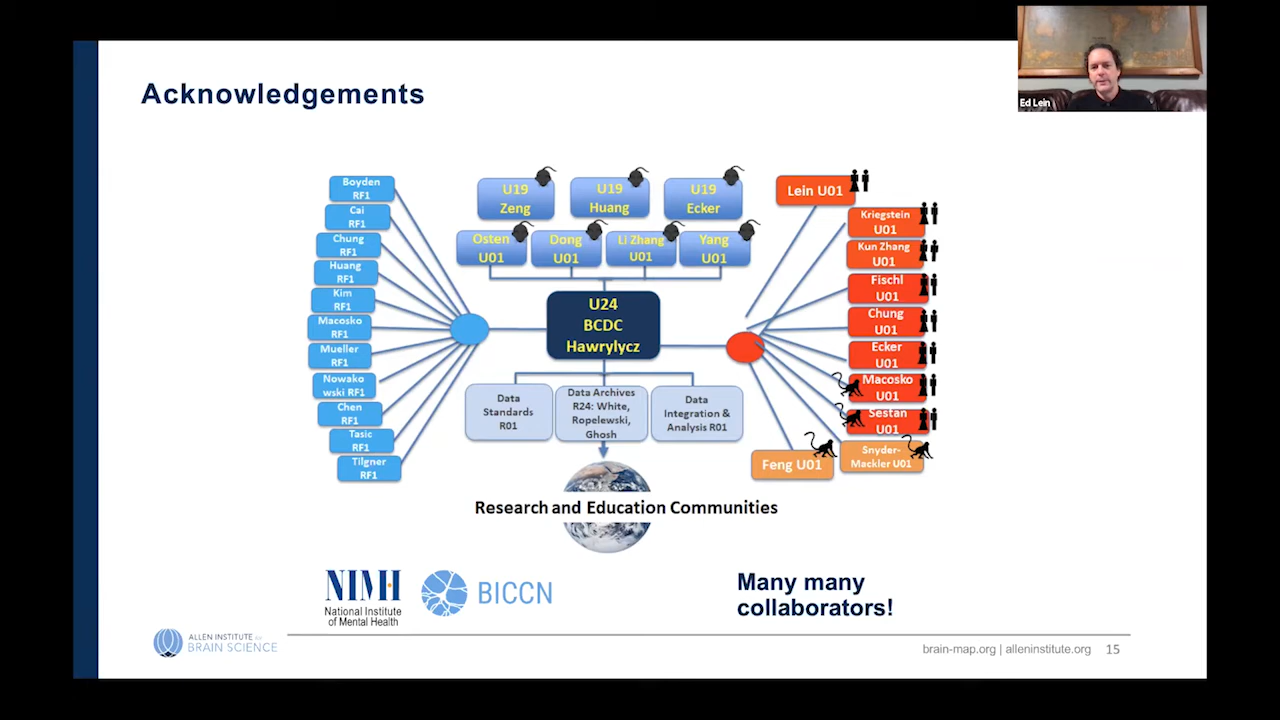 Ed Lein
Acknowledgements
Boyden
RF1
Cai
RF1
Chung
RF1
Huang
RF1
Kim
RF1
Macosko
RF1
Mueller
RF1
Nowako
wski RF1
Chen
RF1
Tasic
RF1
Tilgner
RF1
U19
Zeng
U19
Huang
U19
Ecker
Osten
U01
Dong
U01
Li Zhang
U01
Yang
U01
U24
BCDC
Hawrylycz
Data
Standards
R01
Data Archives
R24: White,
Ropelewski,
Ghosh
Data
Integration &
Analysis R01
Lein U01
Kriegstein
U01
Kun Zhang
U01
Fischl
U01
Chung
U01
Ecker
U01
Macosko
U01
Sestan
U01
Feng U01
Snyder-
Mackler U01
Research and Education Communities
NIMH
National Institute
of Mental Health
BICCN
Many many
collaborators!
ALLEN INSTITUTE for
BRAIN SCIENCE
brain-map.org | alleninstitute.org 15